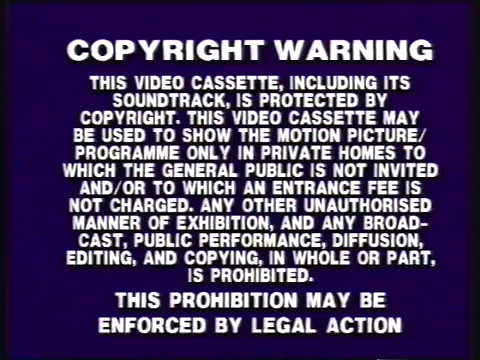 COPYRIGHT WARNING
THIS VIDEO CASSETTE, INCLUDING ITS
SOUNDTRACK, IS PROTECTED BY
COPYRIGHT. THIS VIDEO CASSETTE MAY
BE USED TO SHOW THE MOTION PICTURE/
PROGRAMME ONLY IN PRIVATE HOMES TO
WHICH THE GENERAL PUBLIC IS NOT INVITED
AND/OR TO WHICH AN ENTRANCE FEE IS
NOT CHARGED. ANY OTHER UNAUTHORISED
MANNER OF EXHIBITION, AND ANY BROAD-
CAST, PUBLIC PERFORMANCE, DIFFUSION,
EDITING, AND COPYING, IN WHOLE OR PART,
IS PROHIBITED.
THIS PROHIBITION MAY BE
ENFORCED BY LEGAL ACTION